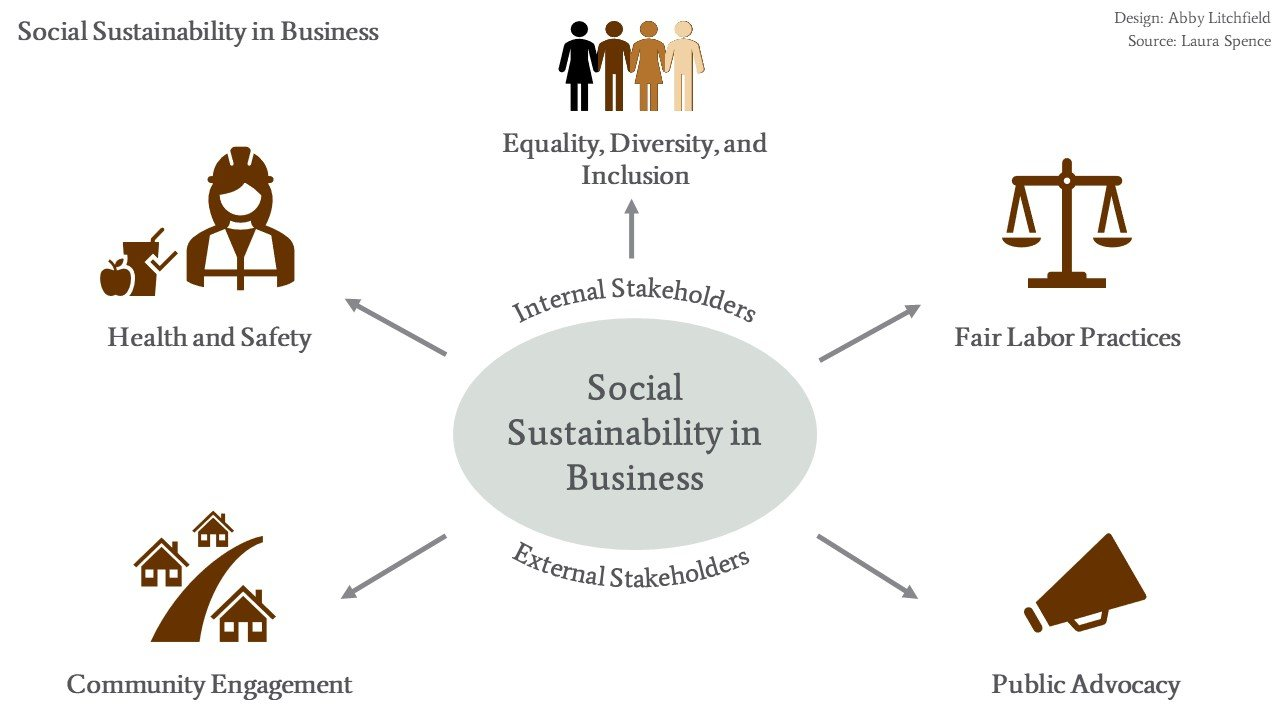 Social Sustainability in Business
Design: Abby Litchfield
Source: Laura Spence
Equality, Diversity, and
Inclusion
Health and Safety
Fair Labor Practices
Internal Stakeholders
Social
Sustainability in
Business
External Stakeholders
Community Engagement
Public Advocacy